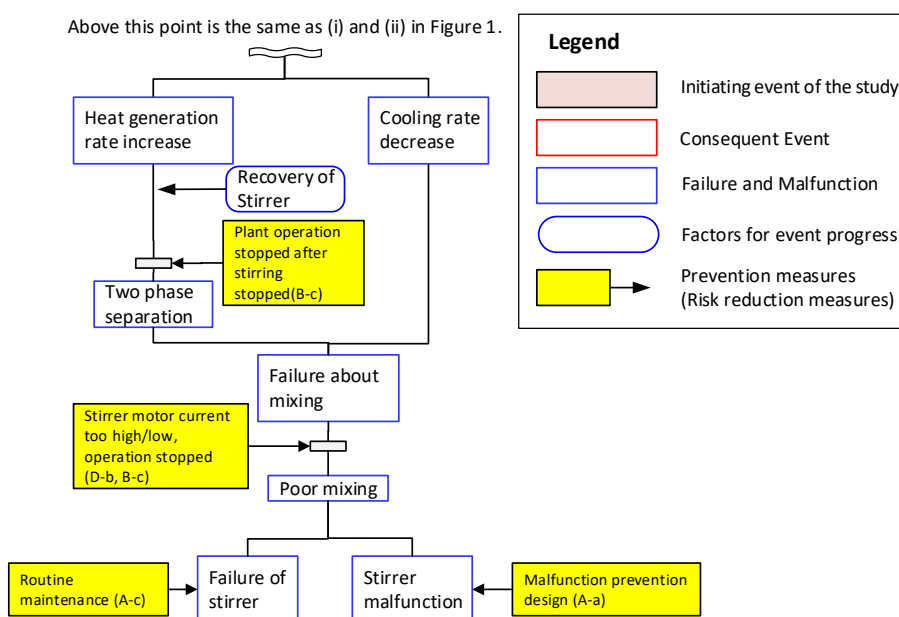 Above this point is the same as (i) and (ii) in Figure 1.
Heat generation
rate increase
Cooling rate
decrease
Recovery of
Stirrer
Plant operation
stopped after
stirring
stopped(B-c)
Two phase
separation
Failure about
mixing
Stirrer motor current
too high/low,
operation stopped
(D-b, B-c)
Poor mixing
Routine
maintenance (A-c)
Failure of
stirrer
Stirrer
malfunction
Malfunction prevention
design (A-a)
Legend
Initiating event of the study
Consequent Event
Failure and Malfunction
Factors for event progress
Prevention measures
(Risk reduction measures)